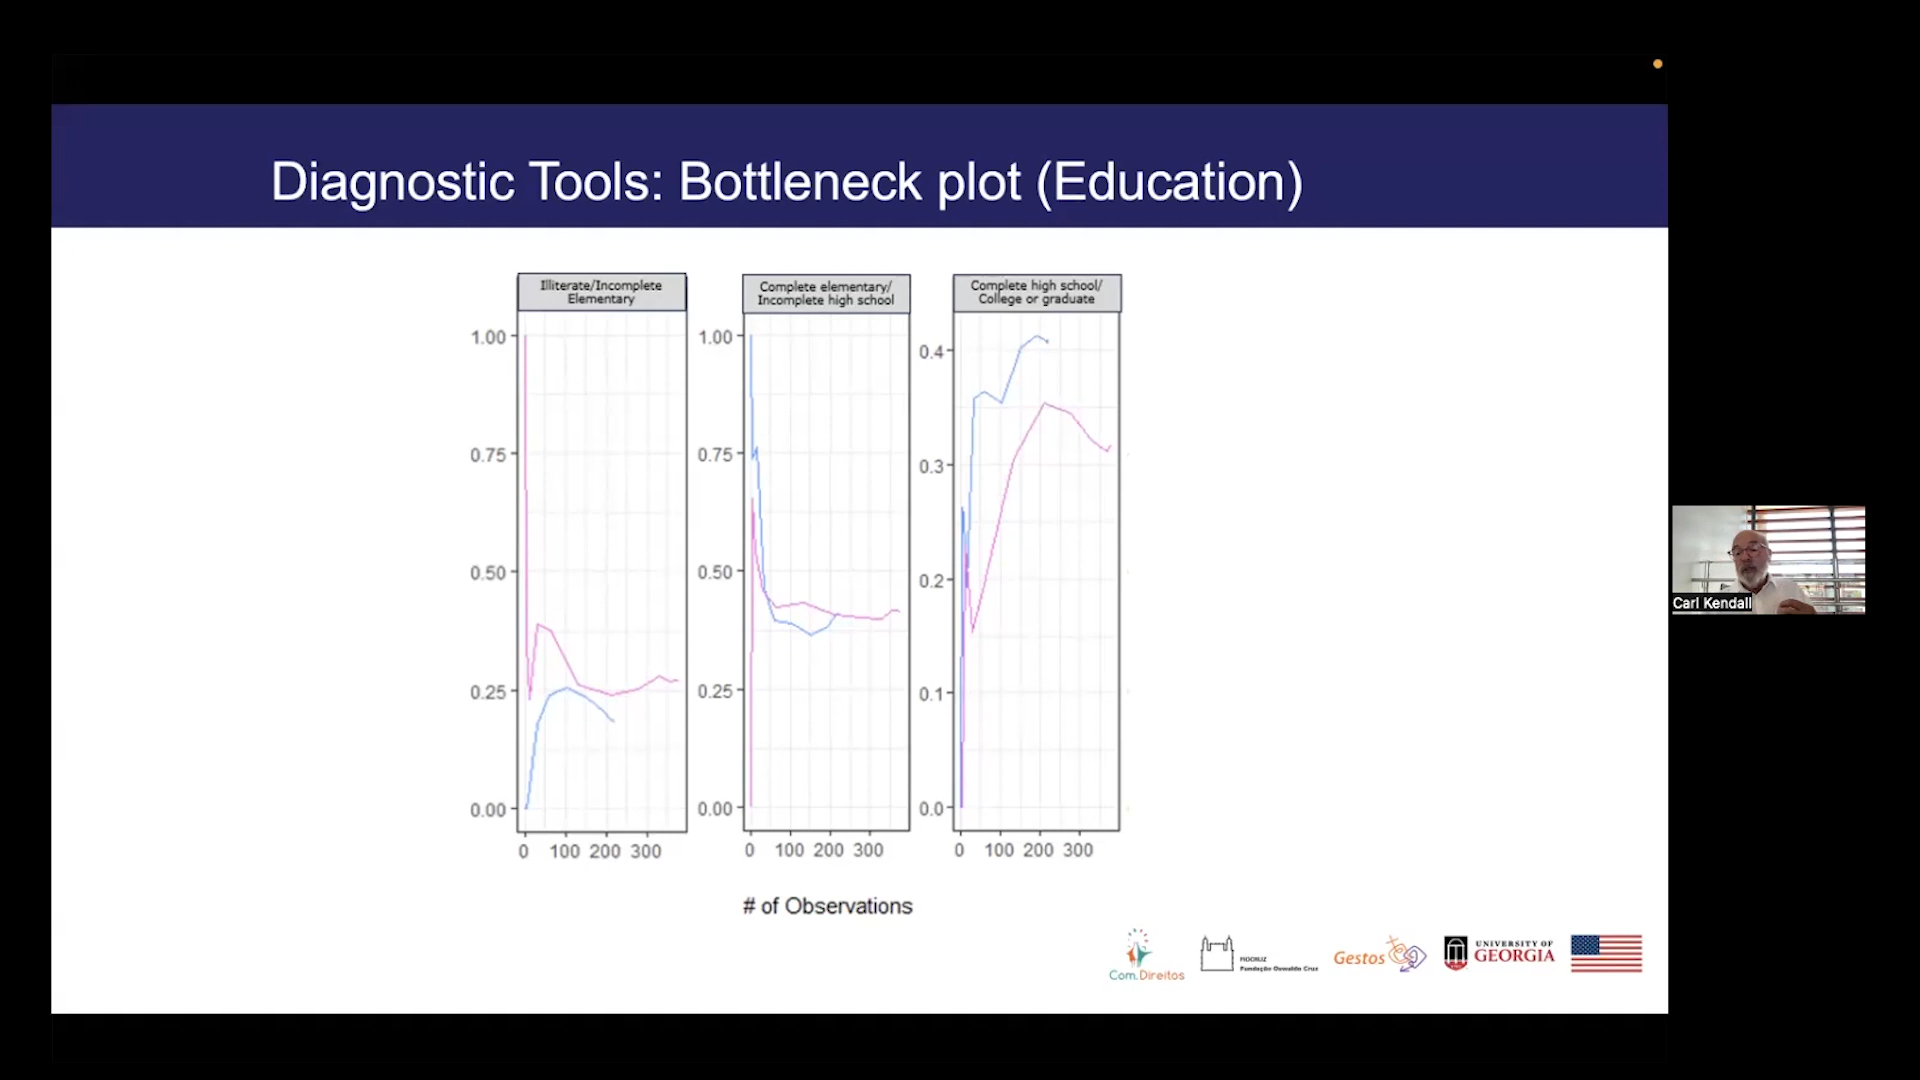 Diagnostic Tools: Bottleneck plot (Education)
Illiterate/Incomplete
Elementary
Complete elementary/
Incomplete high school
Complete high school/
College or graduate
1.00
0.75
0.50
0.25
0.00
0 100 200 300
1.00
0.75
0.50
0.25
0.00
0 100 200 300
0.4
0.3
0.2
0.1
0.0
0 100 200 300
# of Observations
Carl Kendall
Com.Direitos
FIOCRUZ
Fundação Oswaldo Cruz
Gestos
UNIVERSITY OF
GEORGIA